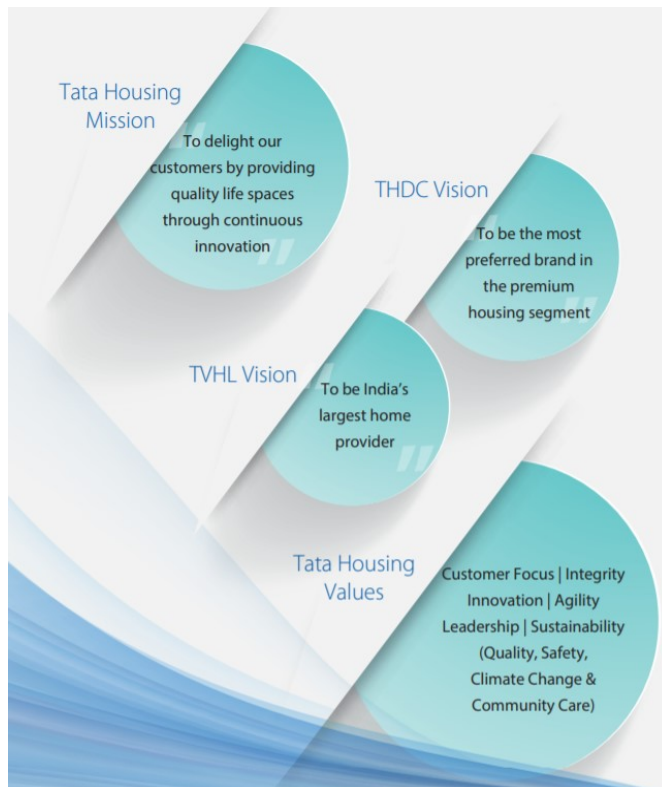 Tata Housing
Mission
To delight our
customers by providing
quality life spaces
through continuous
innovation
THDC Vision
To be the most
preferred brand in
the premium
housing segment
TVHL Vision
To be India's
largest home
provider
Tata Housing
Values
Customer Focus | Integrity
Innovation | Agility
Leadership | Sustainability
(Quality, Safety,
Climate Change &
Community Care)